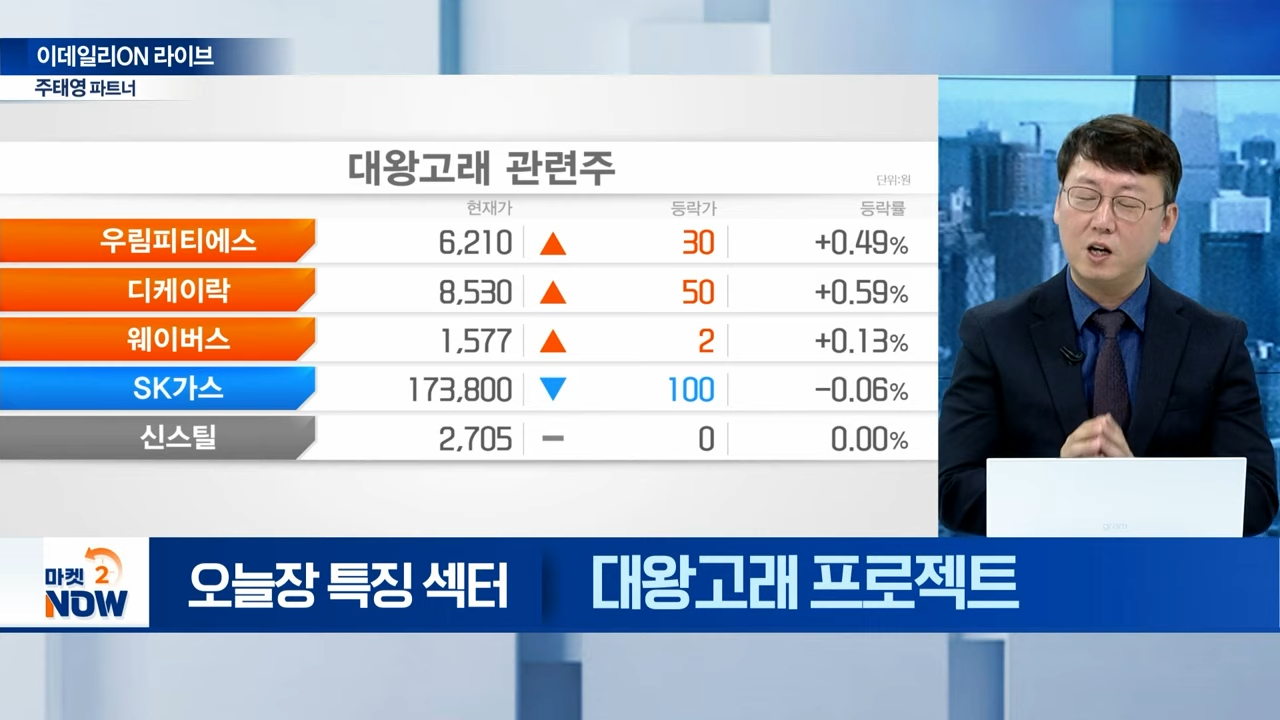 이데일리ON 라이브
주태영 파트너
대왕고래 관련주
단위:원
현재가 등락가 등락률
우림피티에스 6,210 ▲ 30 +0.49%
디케이락 8,530 ▲ 50 +0.59%
웨이버스 1,577 ▲ 2 +0.13%
SK가스 173,800 ▼ 100 -0.06%
신스틸 2,705 - 0 0.00%
gram
마켓 2
NOW
오늘장 특징 섹터 대왕고래 프로젝트